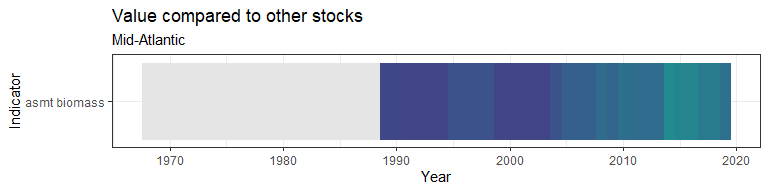 Value compared to other stocks
Mid-Atlantic
Indicator
asmt biomass
1970 1980 1990 2000 2010 2020
Year